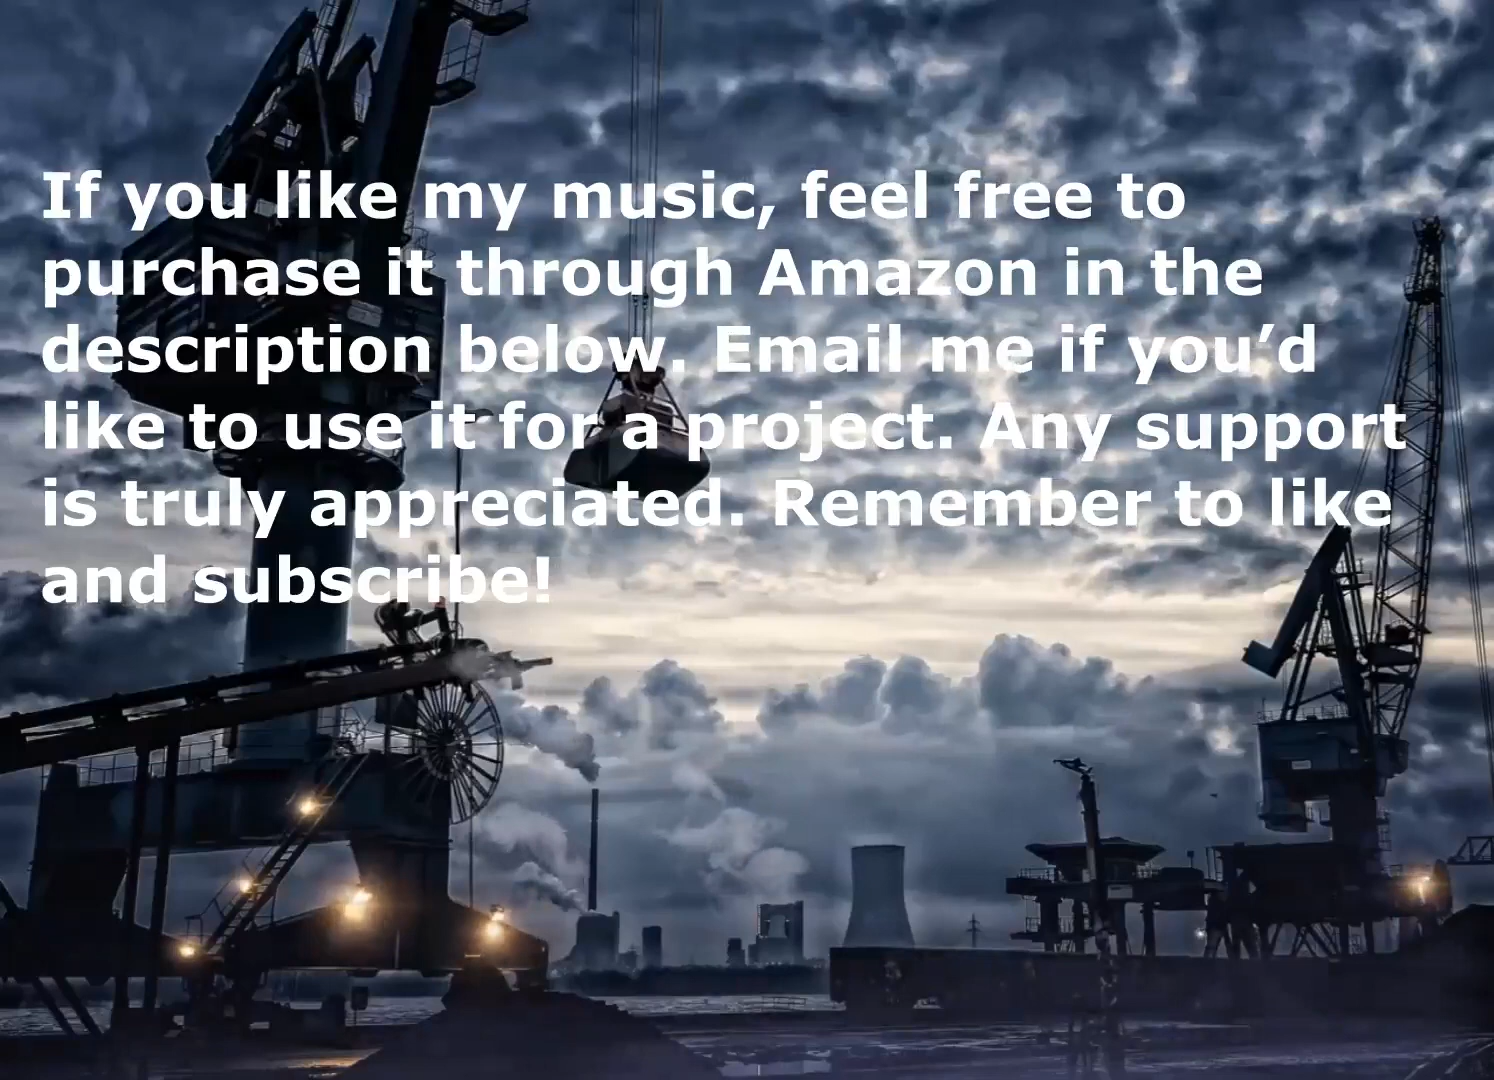 If you like my music, feel free to
purchase it through Amazon in the
description below. Email me if you’d
like to use it for a project. Any support
is truly appreciated. Remember to like
and subscribe!